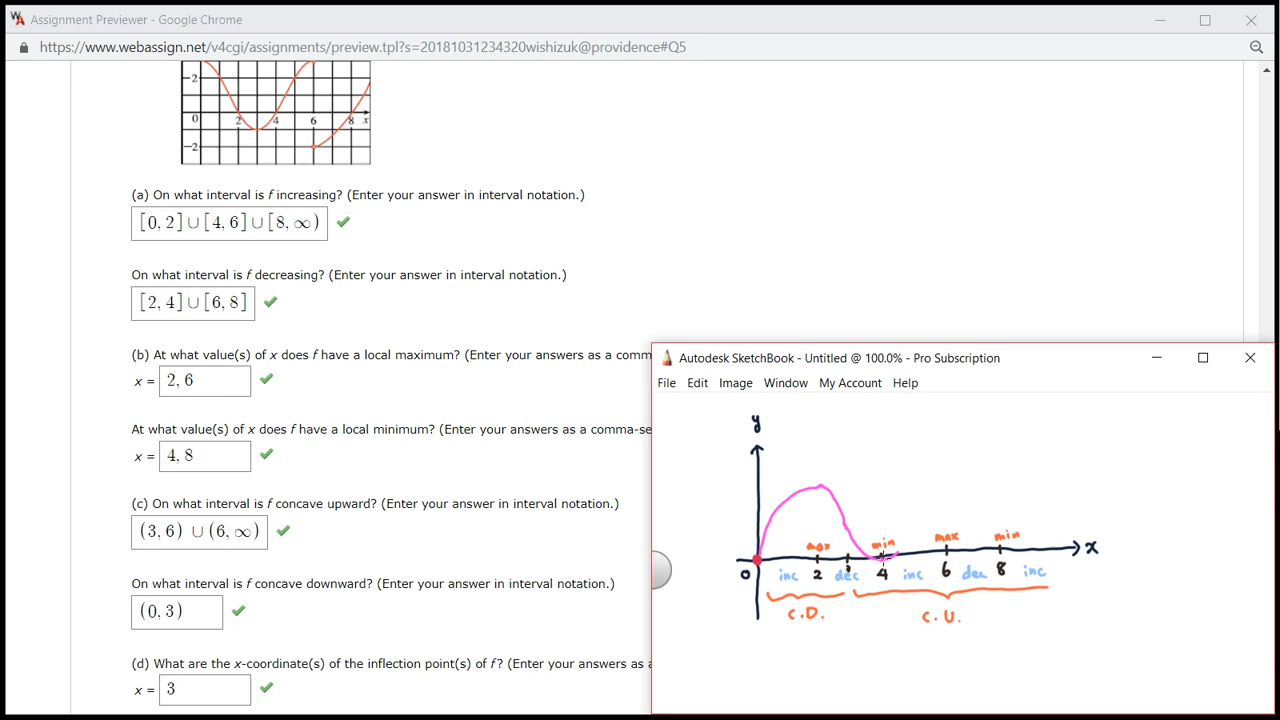 Assignment Previewer - Google Chrome
https://www.webassign.net/v4cgi/assignments/preview.tpl?s=20181031234320wishizuk@providence#Q5
2
0 2 4 6 8 x
−2
(a) On what interval is f increasing? (Enter your answer in interval notation.)
[0, 2] ∪ [4, 6] ∪ [8, ∞)
On what interval is f decreasing? (Enter your answer in interval notation.)
[2, 4] ∪ [6, 8]
(b) At what value(s) of x does f have a local maximum? (Enter your answers as a comm
x = 2, 6
At what value(s) of x does f have a local minimum? (Enter your answers as a comma-se
x = 4, 8
(c) On what interval is f concave upward? (Enter your answer in interval notation.)
(3, 6) ∪ (6, ∞)
On what interval is f concave downward? (Enter your answer in interval notation.)
(0, 3)
(d) What are the x-coordinate(s) of the inflection point(s) of f? (Enter your answers as a
x = 3
Autodesk SketchBook - Untitled @ 100.0% - Pro Subscription
File Edit Image Window My Account Help
y
max min max min x
0 inc 2 dec 4 inc 6 dec 8 inc
C.D. C.U.